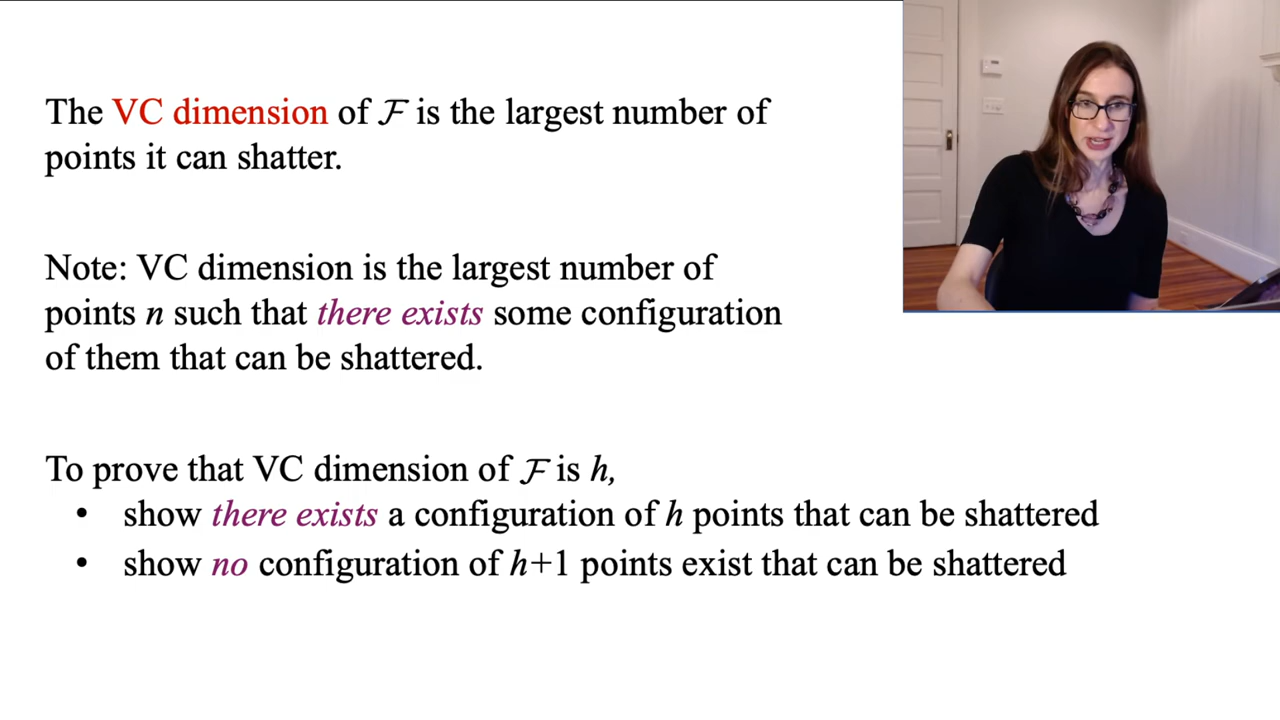 The VC dimension of ℱ is the largest number of
points it can shatter.
Note: VC dimension is the largest number of
points n such that there exists some configuration
of them that can be shattered.
To prove that VC dimension of ℱ is h,
• show there exists a configuration of h points that can be shattered
• show no configuration of h+1 points exist that can be shattered